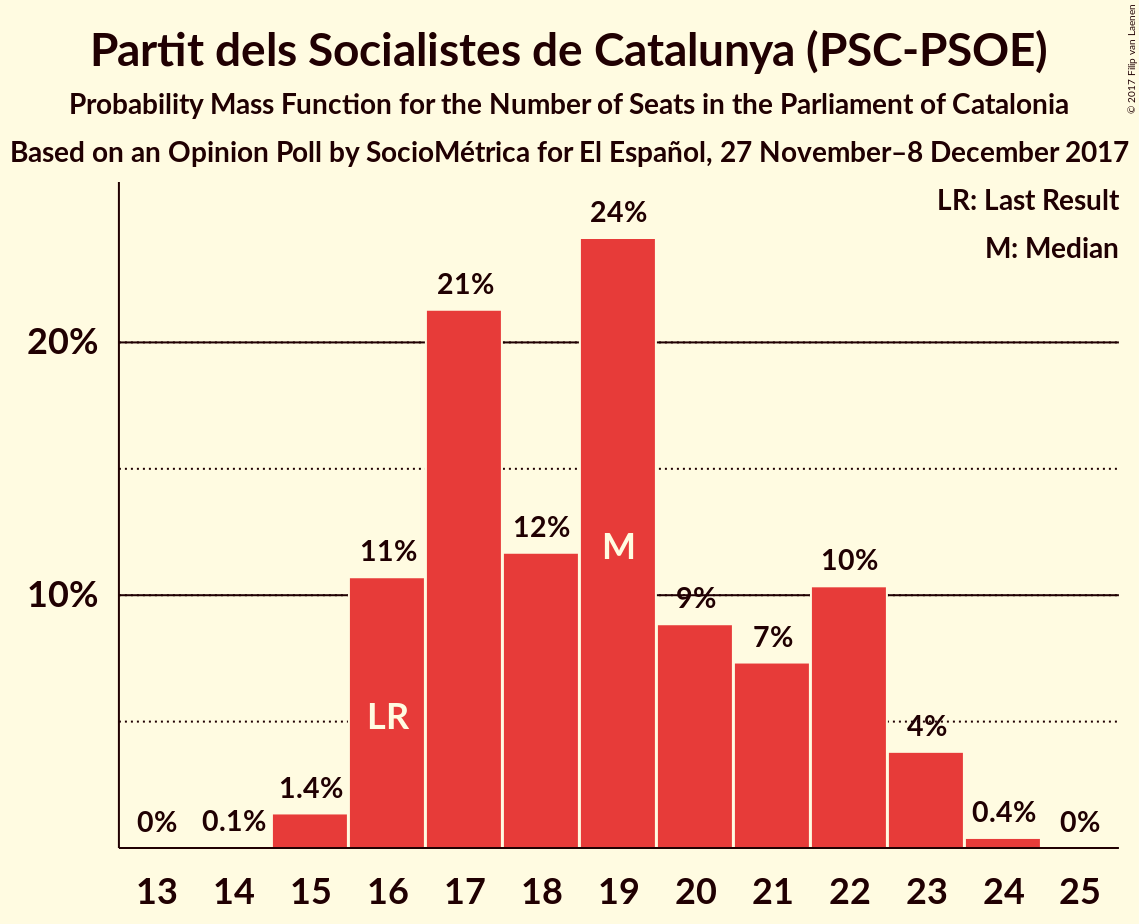 Partit dels Socialistes de Catalunya (PSC-PSOE)
Probability Mass Function for the Number of Seats in the Parliament of Catalonia
Based on an Opinion Poll by SocioMétrica for El Español, 27 November–8 December 2017
© 2017 Filip van Laenen
LR: Last Result
M: Median
20%
10%
0%
0.1%
1.4%
11%
21%
12%
24%
9%
7%
10%
4%
0.4%
0%
LR
M
13 14 15 16 17 18 19 20 21 22 23 24 25